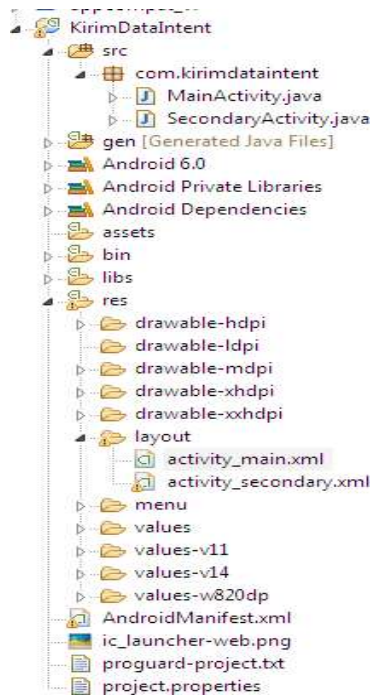 KirimDataIntent
src
com.kirimdataintent
MainActivity.java
SecondaryActivity.java
gen [Generated Java Files]
Android 6.0
Android Private Libraries
Android Dependencies
assets
bin
libs
res
drawable-hdpi
drawable-ldpi
drawable-mdpi
drawable-xhdpi
drawable-xxhdpi
layout
activity_main.xml
activity_secondary.xml
menu
values
values-v11
values-v14
values-w820dp
AndroidManifest.xml
ic_launcher-web.png
proguard-project.txt
project.properties